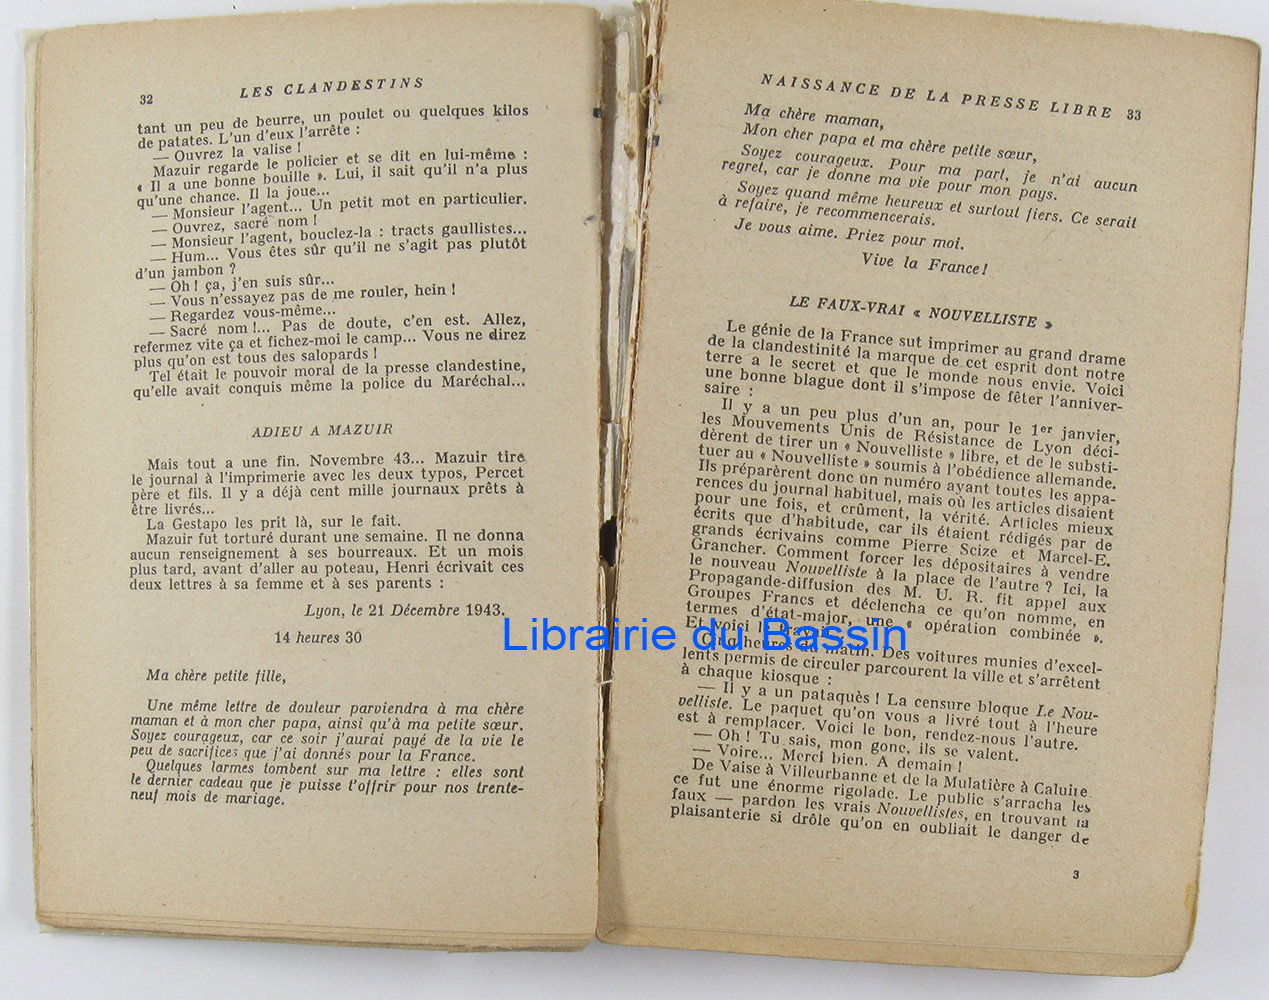 32
LES CLANDESTINS
tant un peu de beurre, un poulet ou quelques kilos
de patates. L'un d'eux l'arrête :
— Ouvrez la valise !
Mazuir regarde le policier et se dit en lui-même :
« Il a une bonne bouille ». Lui, il sait qu'il n'a plus
qu'une chance. Il la joue...
— Monsieur l'agent... Un petit mot en particulier.
— Ouvrez, sacré nom !
— Monsieur l'agent, bouclez-la : tracts gaullistes...
— Hum... Vous êtes sûr qu'il ne s'agit pas plutôt
d'un jambon ?
— Oh ! ça, j'en suis sûr...
— Vous n'essayez pas de me rouler, hein !
— Regardez vous-même...
— Sacré nom !... Pas de doute, c'en est. Allez,
refermez vite ça et fichez-moi le camp... Vous ne direz
plus qu'on est tous des salopards !
Tel était le pouvoir moral de la presse clandestine,
qu'elle avait conquis même la police du Maréchal...
ADIEU A MAZUIR
Mais tout a une fin. Novembre 43... Mazuir tire
le journal à l'imprimerie avec les deux typos, Percet
père et fils. Il y a déjà cent mille journaux prêts à
être livrés...
La Gestapo les prit là, sur le fait.
Mazuir fut torturé durant une semaine. Il ne donna
aucun renseignement à ses bourreaux. Et un mois
plus tard, avant d'aller au poteau, Henri écrivait ces
deux lettres à sa femme et à ses parents :
Lyon, le 21 Décembre 1943.
14 heures 30
Ma chère petite fille,
Une même lettre de douleur parviendra à ma chère
maman et à mon cher papa, ainsi qu'à ma petite sœur.
Soyez courageux, car ce soir j'aurai payé de la vie le
peu de sacrifices que j'ai donnés pour la France.
Quelques larmes tombent sur ma lettre : elles sont
le dernier cadeau que je puisse t'offrir pour nos trente-
neuf mois de mariage.
NAISSANCE DE LA PRESSE LIBRE 33
Ma chère maman,
Mon cher papa et ma chère petite sœur,
Soyez courageux. Pour ma part, je n'ai aucun
regret, car je donne ma vie pour mon pays.
Soyez quand même heureux et surtout fiers. Ce serait
à refaire, je recommencerais.
Je vous aime. Priez pour moi.
Vive la France !
LE FAUX-VRAI « NOUVELLISTE »
Le génie de la France sut imprimer au grand drame
de la clandestinité la marque de cet esprit dont notre
terre a le secret et que le monde nous envie. Voici
une bonne blague dont il s'impose de fêter l'anniver-
saire :
Il y a un peu plus d'un an, pour le 1er janvier,
les Mouvements Unis de Résistance de Lyon déci-
dèrent de tirer un « Nouvelliste » libre, et de le substi-
tuer au « Nouvelliste » soumis à l'obédience allemande.
Ils préparèrent donc un numéro ayant toutes les appa-
rences du journal habituel, mais où les articles disaient
pour une fois, et crûment, la vérité. Articles mieux
écrits que d'habitude, car ils étaient rédigés par de
grands écrivains comme Pierre Scize et Marcel-E.
Grancher. Comment forcer les dépositaires à vendre
le nouveau Nouvelliste à la place de l'autre ? Ici, la
Propagande-diffusion des M. U. R. fit appel aux
Groupes Francs et déclencha ce qu'on nomme, en
termes d'état-major, une « opération combinée ».
Et voici le travail.
Cinq heures du matin. Des voitures munies d'excel-
lents permis de circuler parcourent la ville et s'arrêtent
à chaque kiosque :
— Il y a un pataquès ! La censure bloque Le Nou-
velliste. Le paquet qu'on vous a livré tout à l'heure
est à remplacer. Voici le bon, rendez-nous l'autre.
— Oh ! Tu sais, mon gone, ils se valent.
— Voire... Merci bien. A demain !
De Vaise à Villeurbanne et de la Mulatière à Caluire
ce fut une énorme rigolade. Le public s'arracha les
faux — pardon les vrais Nouvellistes, en trouvant la
plaisanterie si drôle qu'on en oubliait le danger de
3
Librairie du Bassin